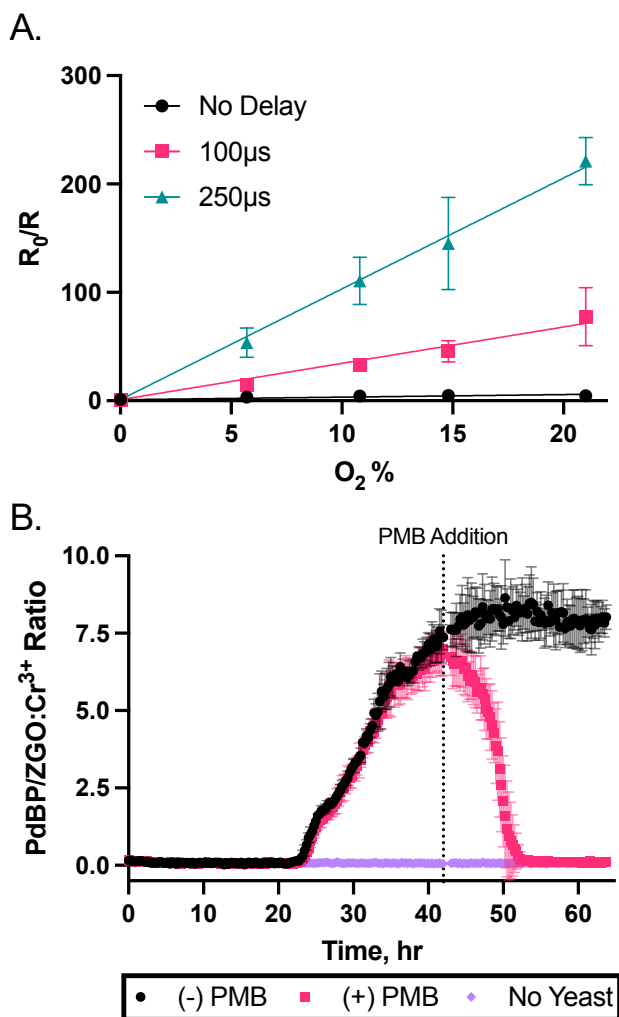 A.
300
No Delay
100µs
250µs
200
R₀/R
100
0
0 5 10 15 20
O₂ %
B.
PMB Addition
10.0
7.5
PdBP/ZGO:Cr³⁺ Ratio
5.0
2.5
0.0
0 10 20 30 40 50 60
Time, hr
(-) PMB (+) PMB No Yeast